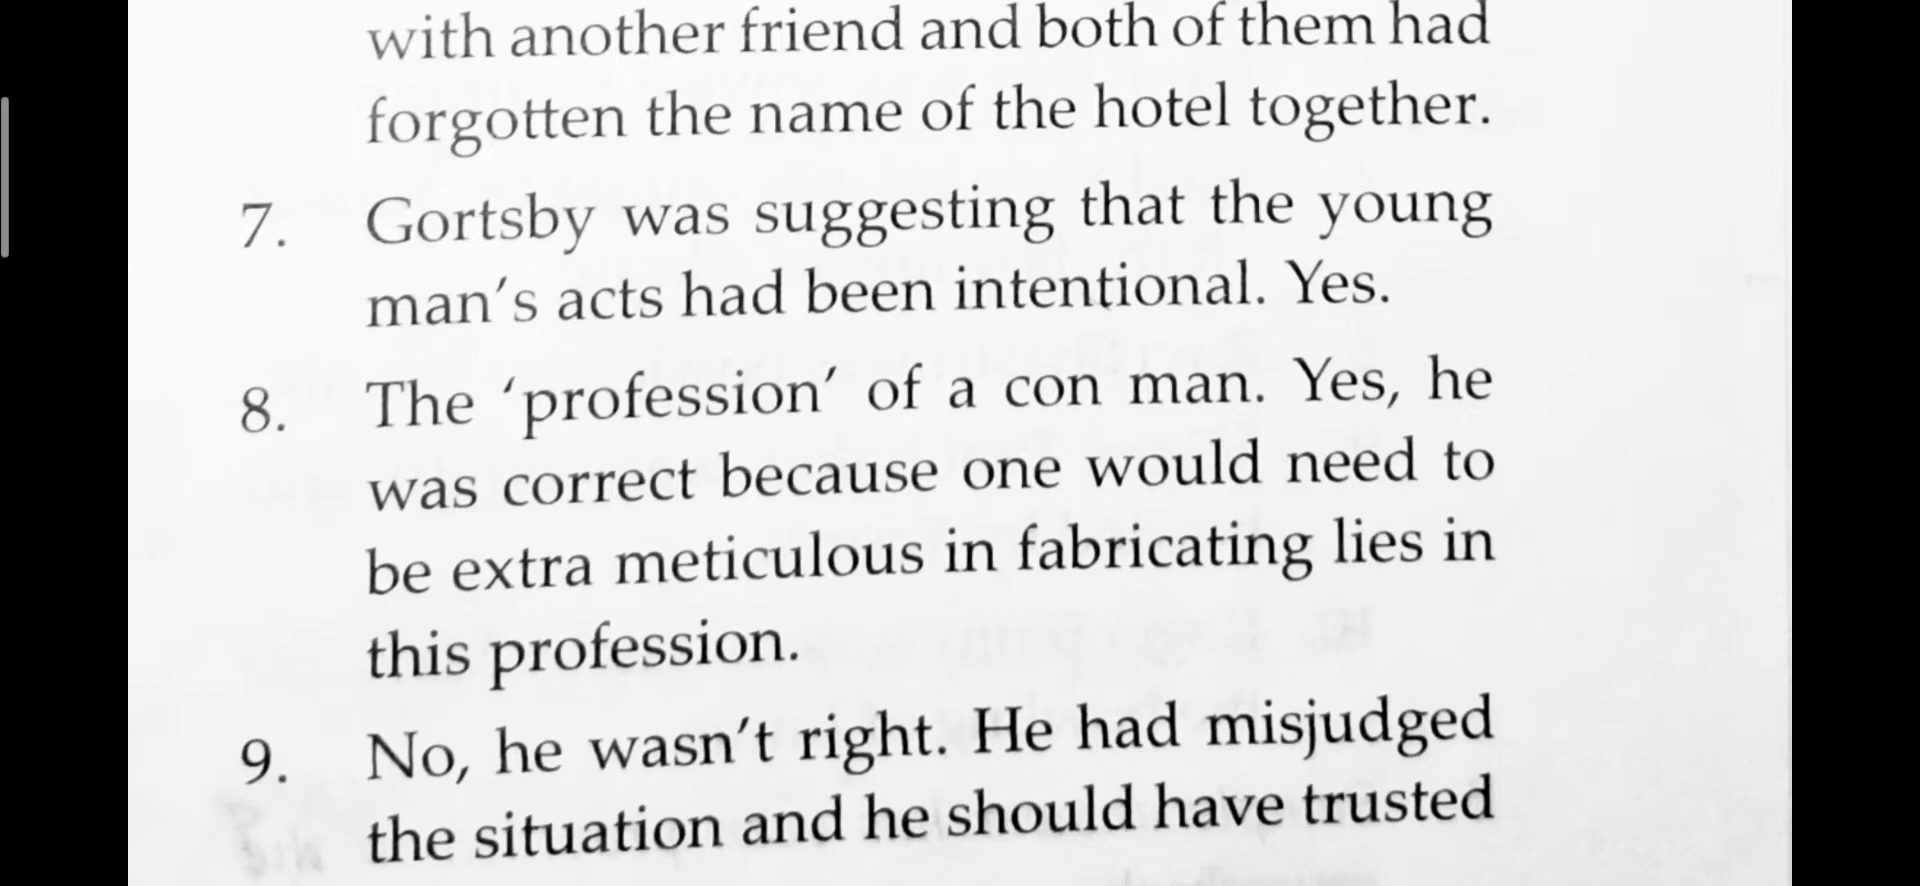 with another friend and both of them had
forgotten the name of the hotel together.
7. Gortsby was suggesting that the young
man's acts had been intentional. Yes.
8. The 'profession' of a con man. Yes, he
was correct because one would need to
be extra meticulous in fabricating lies in
this profession.
9. No, he wasn't right. He had misjudged
the situation and he should have trusted